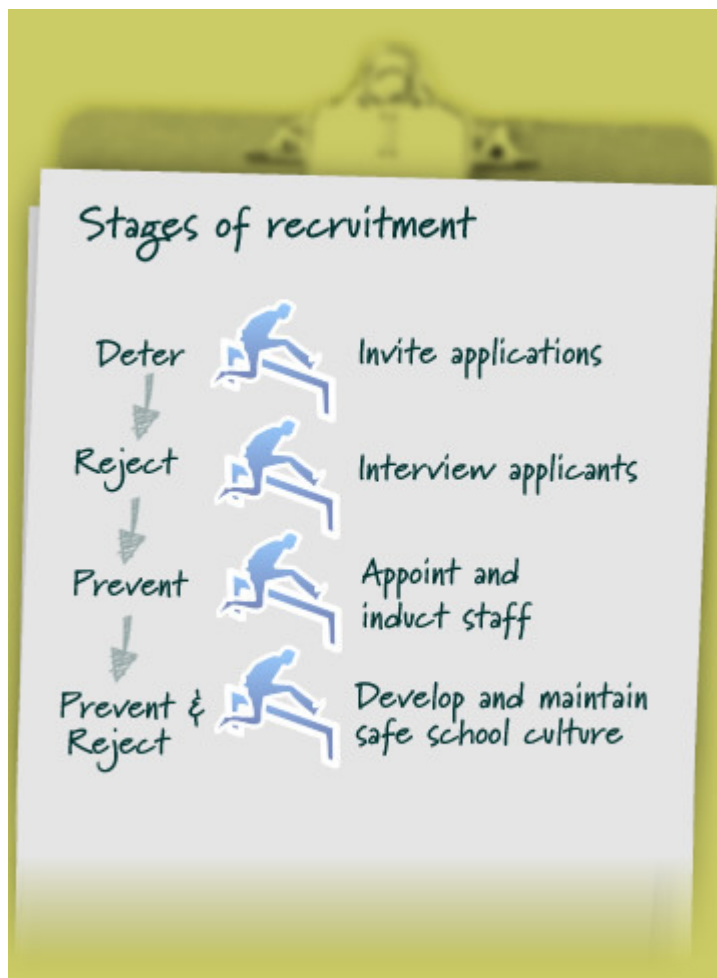 Stages of recruitment
Deter
Invite applications
Reject
Interview applicants
Prevent
Appoint and
induct staff
Prevent &
Reject
Develop and maintain
safe school culture